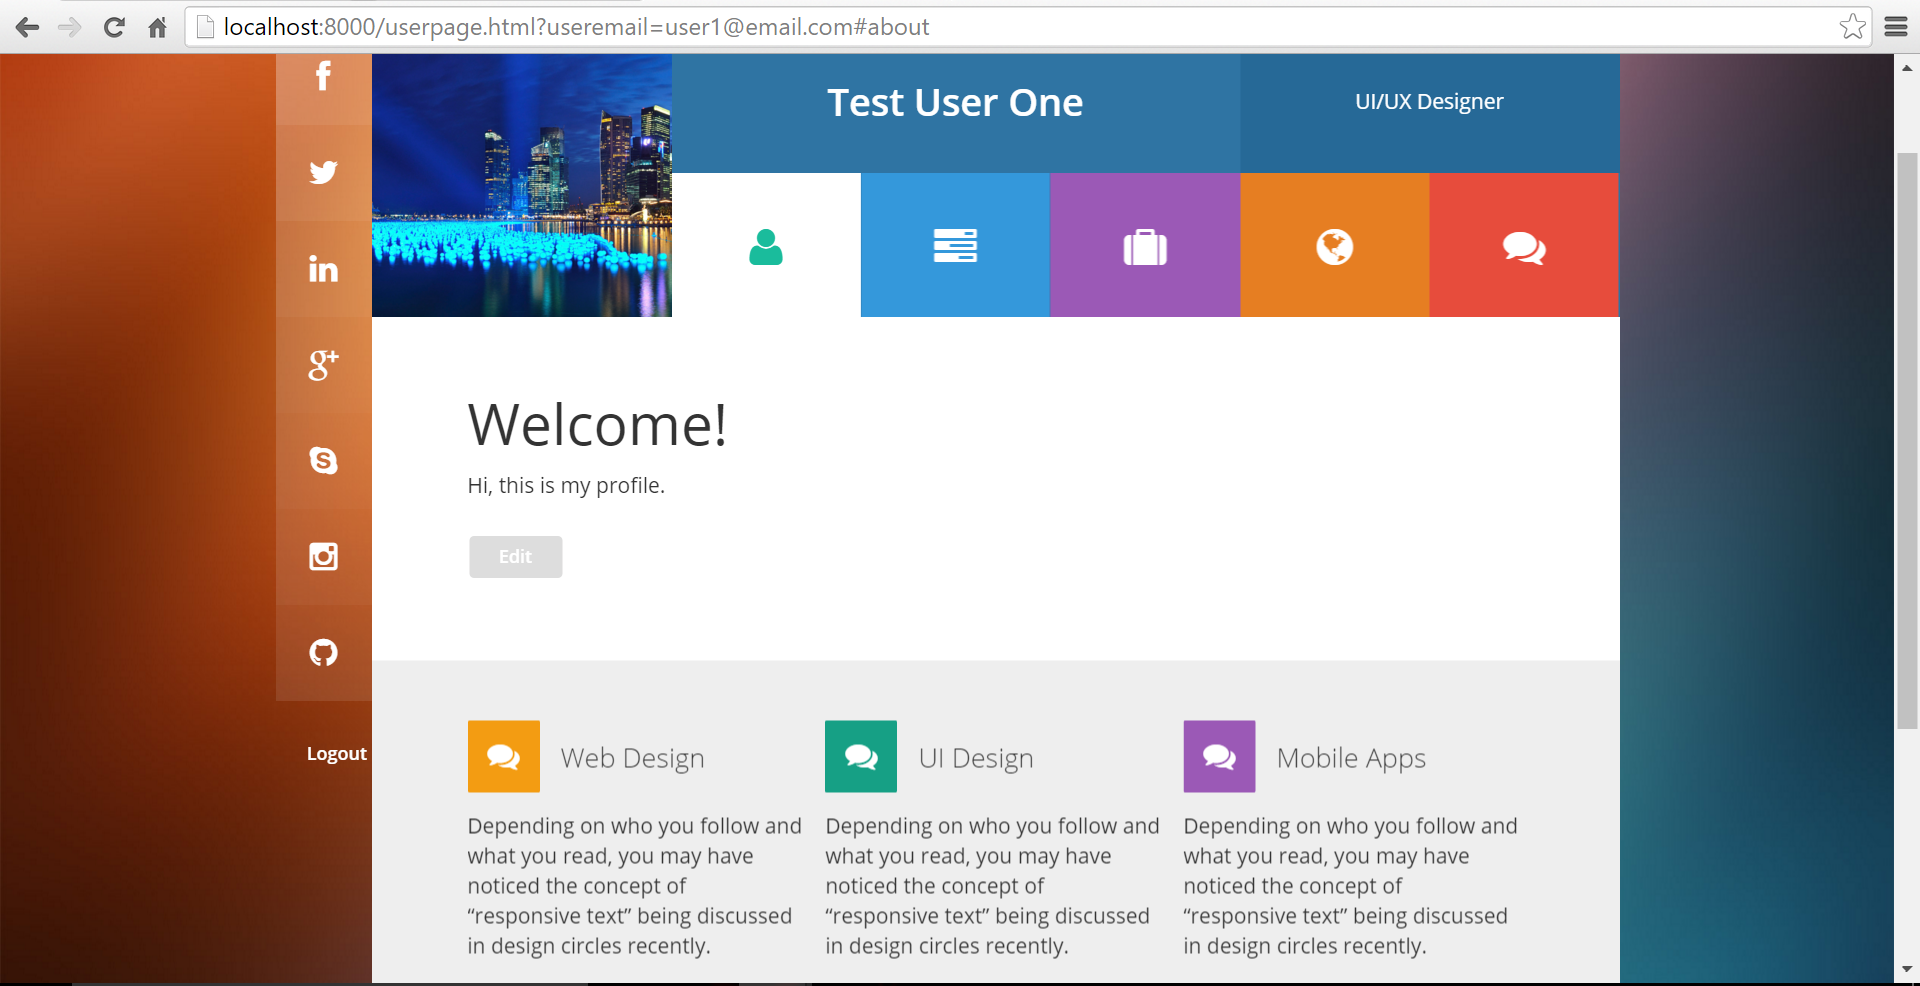 localhost:8000/userpage.html?useremail=user1@email.com#about
Test User One
UI/UX Designer
Welcome!
Hi, this is my profile.
Edit
Logout
Web Design
Depending on who you follow and
what you read, you may have
noticed the concept of
“responsive text” being discussed
in design circles recently.
UI Design
Depending on who you follow and
what you read, you may have
noticed the concept of
“responsive text” being discussed
in design circles recently.
Mobile Apps
Depending on who you follow and
what you read, you may have
noticed the concept of
“responsive text” being discussed
in design circles recently.